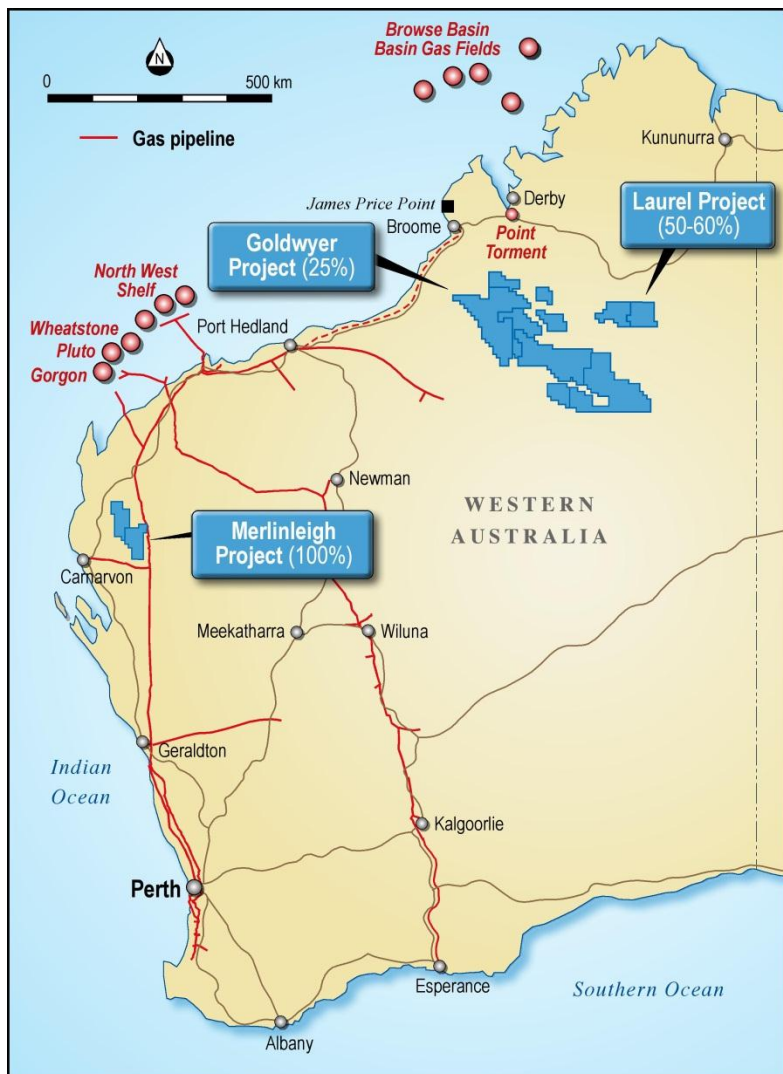 Browse Basin
Basin Gas Fields
N
0
500 km
Gas pipeline
Kununurra
James Price Point
Derby
Broome
Point
Torment
Laurel Project
(50-60%)
Goldwyer
Project (25%)
North West
Shelf
Port Hedland
Wheatstone
Pluto
Gorgon
Newman
WESTERN
AUSTRALIA
Merlinleigh
Project (100%)
Carnarvon
Meekatharra
Wiluna
Geraldton
Indian
Ocean
Kalgoorlie
Perth
Esperance
Southern Ocean
Albany